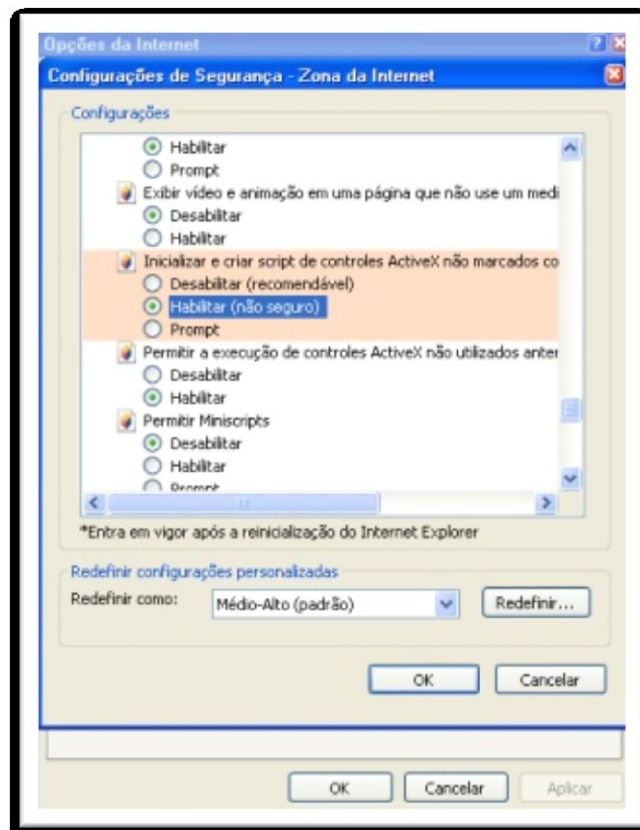 Opções da Internet
Configurações de Segurança - Zona da Internet
Configurações
Habilitar
Prompt
Exibir vídeo e animação em uma página que não use um medi
Desabilitar
Habilitar
Inicializar e criar script de controles ActiveX não marcados co
Desabilitar (recomendável)
Habilitar (não seguro)
Prompt
Permitir a execução de controles ActiveX não utilizados anter
Desabilitar
Habilitar
Permitir Miniscripts
Desabilitar
Habilitar
Prompt
*Entra em vigor após a reinicialização do Internet Explorer
Redefinir configurações personalizadas
Redefinir como: Médio-Alto (padrão) Redefinir...
OK Cancelar
OK Cancelar Aplicar